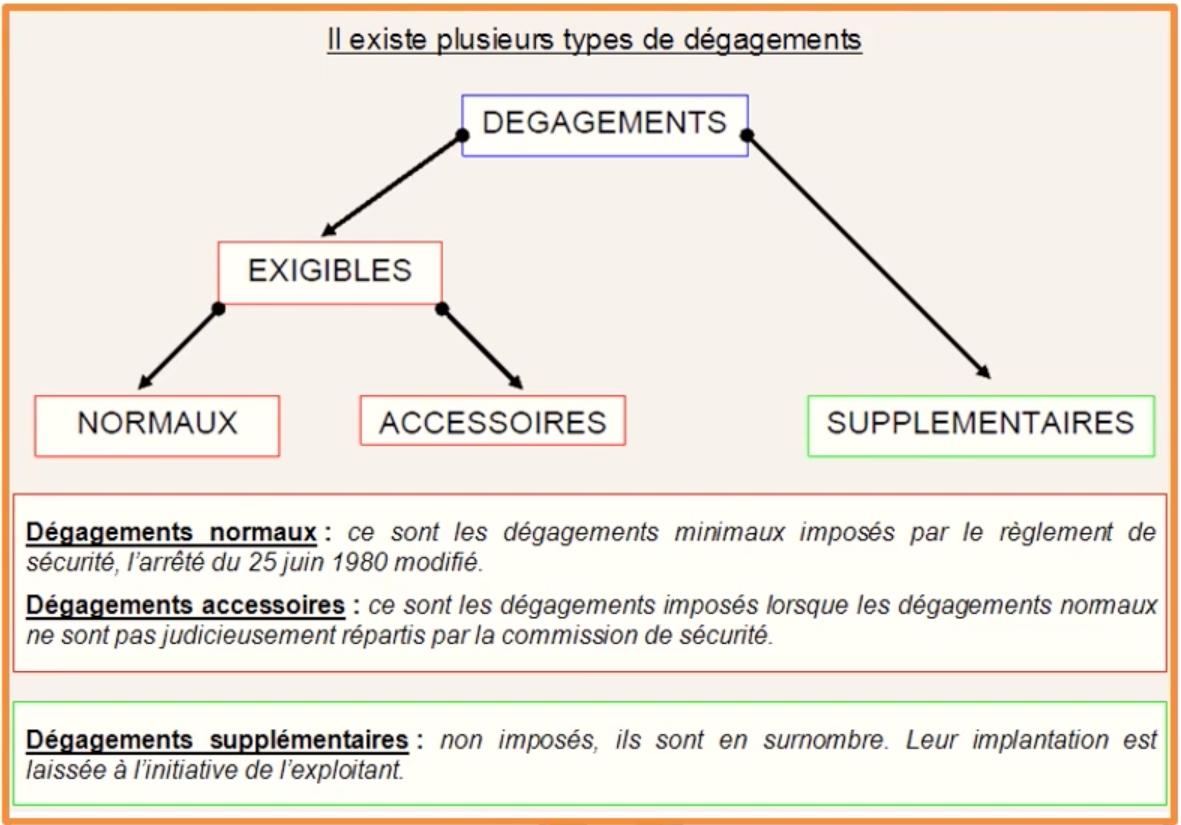 Il existe plusieurs types de dégagements
DEGAGEMENTS
EXIGIBLES
NORMAUX
ACCESSOIRES
SUPPLEMENTAIRES
Dégagements normaux : ce sont les dégagements minimaux imposés par le règlement de
sécurité, l'arrêté du 25 juin 1980 modifié.
Dégagements accessoires : ce sont les dégagements imposés lorsque les dégagements normaux
ne sont pas judicieusement répartis par la commission de sécurité.
Dégagements supplémentaires : non imposés, ils sont en surnombre. Leur implantation est
laissée à l'initiative de l'exploitant.